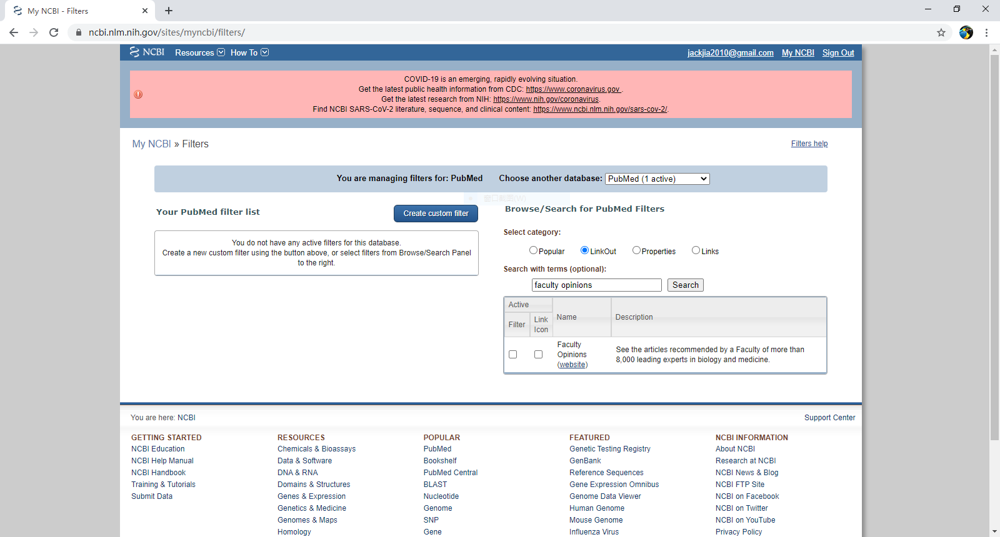 My NCBI - Filters
ncbi.nlm.nih.gov/sites/myncbi/filters/
NCBI Resources How To jackjia2010@gmail.com My NCBI Sign Out
COVID-19 is an emerging, rapidly evolving situation.
Get the latest public health information from CDC: https://www.coronavirus.gov .
Get the latest research from NIH: https://www.nih.gov/coronavirus.
Find NCBI SARS-CoV-2 literature, sequence, and clinical content: https://www.ncbi.nlm.nih.gov/sars-cov-2/.
My NCBI » Filters
Filters help
You are managing filters for: PubMed Choose another database: PubMed (1 active)
窗口截图(W)
Your PubMed filter list
Create custom filter
You do not have any active filters for this database.
Create a new custom filter using the button above, or select filters from Browse/Search Panel
to the right.
Browse/Search for PubMed Filters
Select category:
Popular LinkOut Properties Links
Search with terms (optional):
faculty opinions Search
Active
Filter
Link
Icon
Name
Description
Faculty
Opinions
(website)
See the articles recommended by a Faculty of more than
8,000 leading experts in biology and medicine.
You are here: NCBI
Support Center
GETTING STARTED
NCBI Education
NCBI Help Manual
NCBI Handbook
Training & Tutorials
Submit Data
RESOURCES
Chemicals & Bioassays
Data & Software
DNA & RNA
Domains & Structures
Genes & Expression
Genetics & Medicine
Genomes & Maps
Homology
POPULAR
PubMed
Bookshelf
PubMed Central
BLAST
Nucleotide
Genome
SNP
Gene
FEATURED
Genetic Testing Registry
GenBank
Reference Sequences
Gene Expression Omnibus
Genome Data Viewer
Human Genome
Mouse Genome
Influenza Virus
NCBI INFORMATION
About NCBI
Research at NCBI
NCBI News & Blog
NCBI FTP Site
NCBI on Facebook
NCBI on Twitter
NCBI on YouTube
Privacy Policy